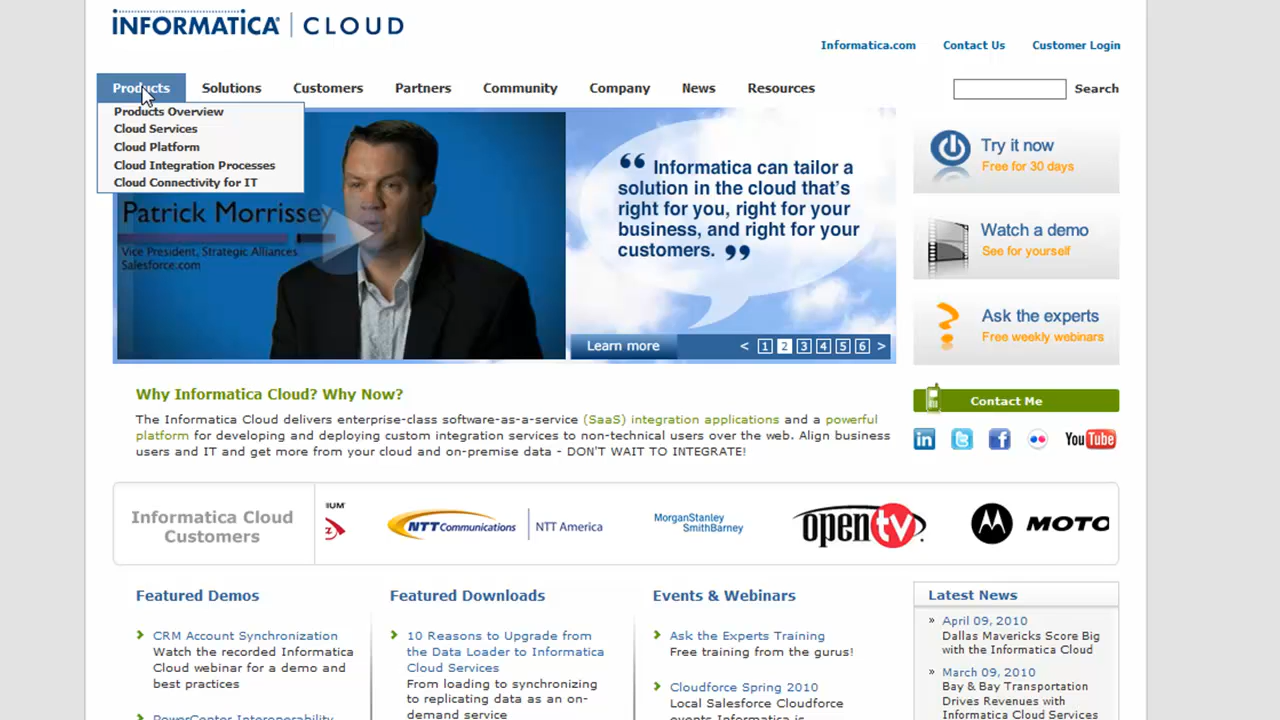 INFORMATICA | CLOUD
Informatica.com Contact Us Customer Login
Products Solutions Customers Partners Community Company News Resources Search
Products Overview
Cloud Services
Cloud Platform
Cloud Integration Processes
Cloud Connectivity for IT
Patrick Morrissey
Vice President, Strategic Alliances
Salesforce.com
“ Informatica can tailor a
solution in the cloud that's
right for you, right for your
business, and right for your
customers. ”
Learn more < 1 2 3 4 5 6 >
Try it now
Free for 30 days
Watch a demo
See for yourself
Ask the experts
Free weekly webinars
Contact Me
in t f YouTube
Why Informatica Cloud? Why Now?
The Informatica Cloud delivers enterprise-class software-as-a-service (SaaS) integration applications and a powerful
platform for developing and deploying custom integration services to non-technical users over the web. Align business
users and IT and get more from your cloud and on-premise data - DON'T WAIT TO INTEGRATE!
Informatica Cloud
Customers
IUM
NTT Communications | NTT America
MorganStanley
SmithBarney
opentv
MOTO
Featured Demos
CRM Account Synchronization
Watch the recorded Informatica
Cloud webinar for a demo and
best practices
PowerCenter Interoperability
Featured Downloads
10 Reasons to Upgrade from
the Data Loader to Informatica
Cloud Services
From loading to synchronizing
to replicating data as an on-
demand service
Events & Webinars
Ask the Experts Training
Free training from the gurus!
Cloudforce Spring 2010
Local Salesforce Cloudforce
events Informatica is
Latest News
» April 09, 2010
Dallas Mavericks Score Big
with the Informatica Cloud
» March 09, 2010
Bay & Bay Transportation
Drives Revenues with
Informatica Cloud Services